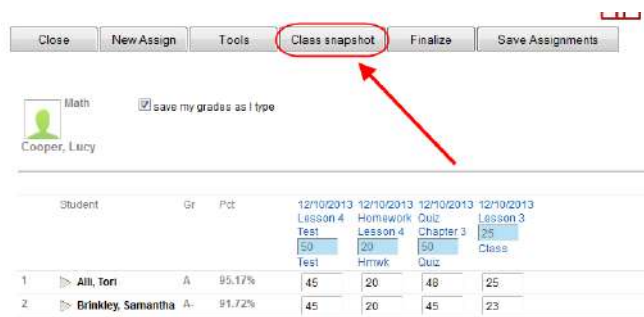 Close New Assign Tools Class snapshot Finalize Save Assignments
Math
save my grades as I type
Cooper, Lucy
Student Gr Pct 12/10/2013 12/10/2013 12/10/2013 12/10/2013
Lesson 4 Homework Quiz Lesson 3
Test Lesson 4 Chapter 3 25
50 20 50 Class
Test Hmwk Quiz
1 Alli, Tori A 95.17% 45 20 48 25
2 Brinkley, Samantha A- 91.72% 45 20 45 23